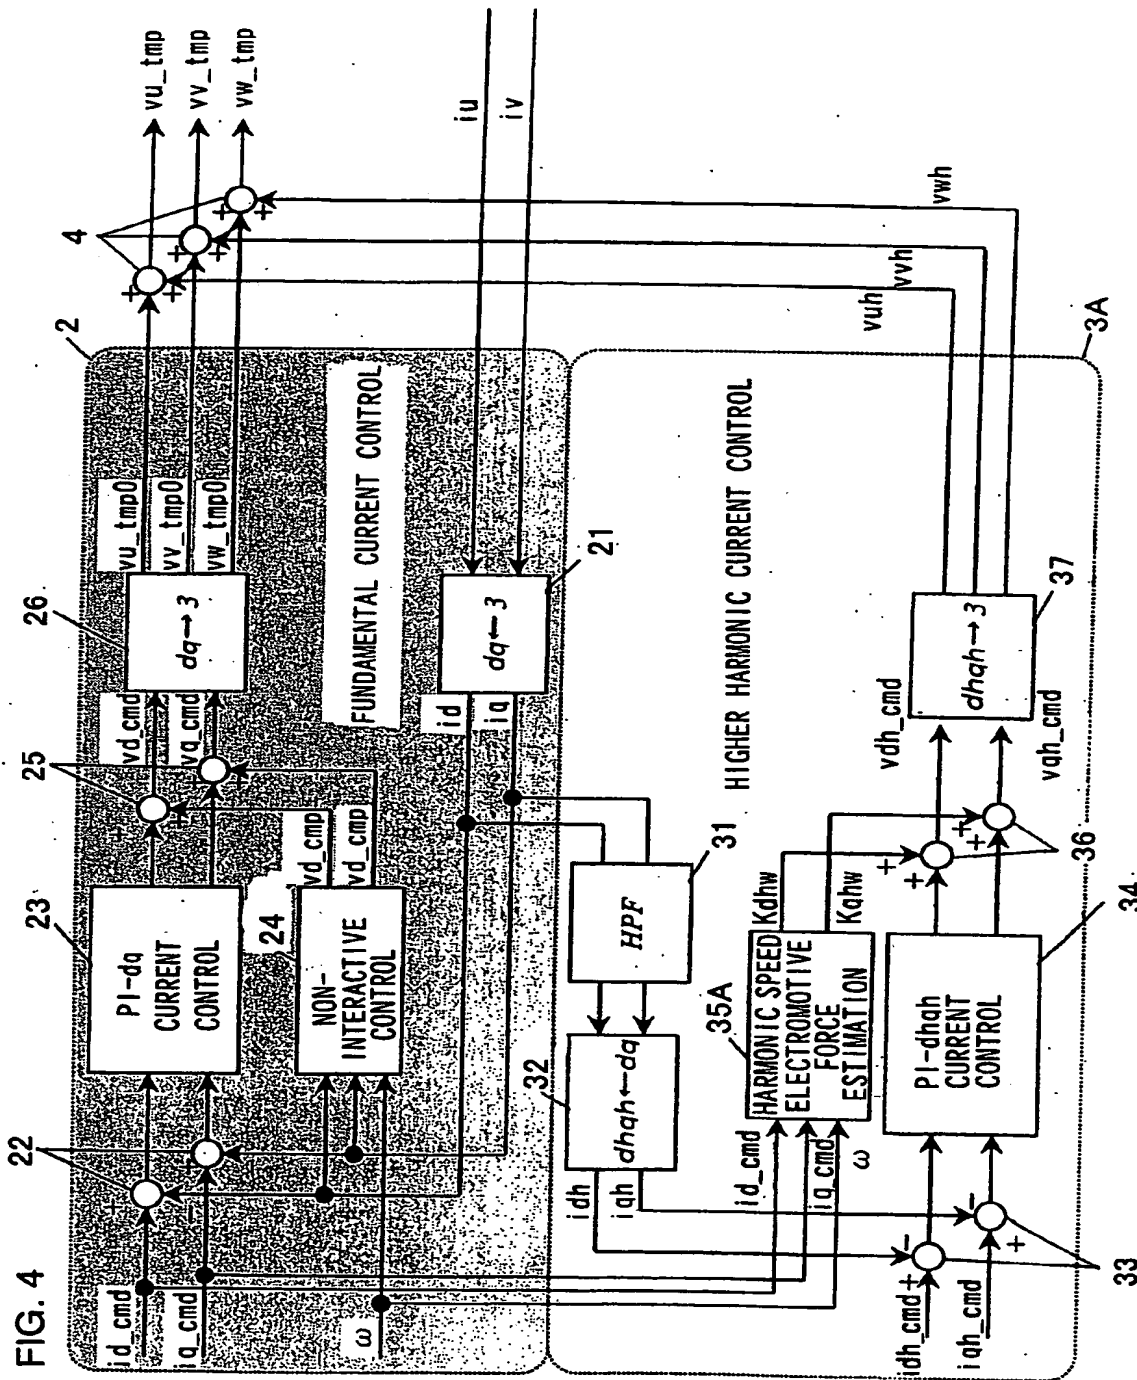 FIG. 4
id_cmd
iq_cmd
ω
22
23
PI-dq
CURRENT
CONTROL
24
NON-
INTERACTIVE
CONTROL
vd_cmp
vd_cmp
25
vd_cmd
vq_cmd
26
dq→3
vu_tmp0
vv_tmp0
vw_tmp0
2
4
+
+
+
+
+
+
vu_tmp
vv_tmp
vw_tmp
FUNDAMENTAL CURRENT CONTROL
id
iq
dq←3
21
iu
iv
HIGHER HARMONIC CURRENT CONTROL
3A
31
HPF
32
dhqh←dq
idh
iqh
id_cmd
iq_cmd
ω
35A
HARMONIC SPEED
ELECTROMOTIVE
FORCE
ESTIMATION
Kdhw
Kqhw
idh_cmd
iqh_cmd
+
-
+
-
33
34
PI-dhqh
CURRENT
CONTROL
+
+
+
+
36
vdh_cmd
vqh_cmd
dhqh→3
37
vuh
vvh
vwh